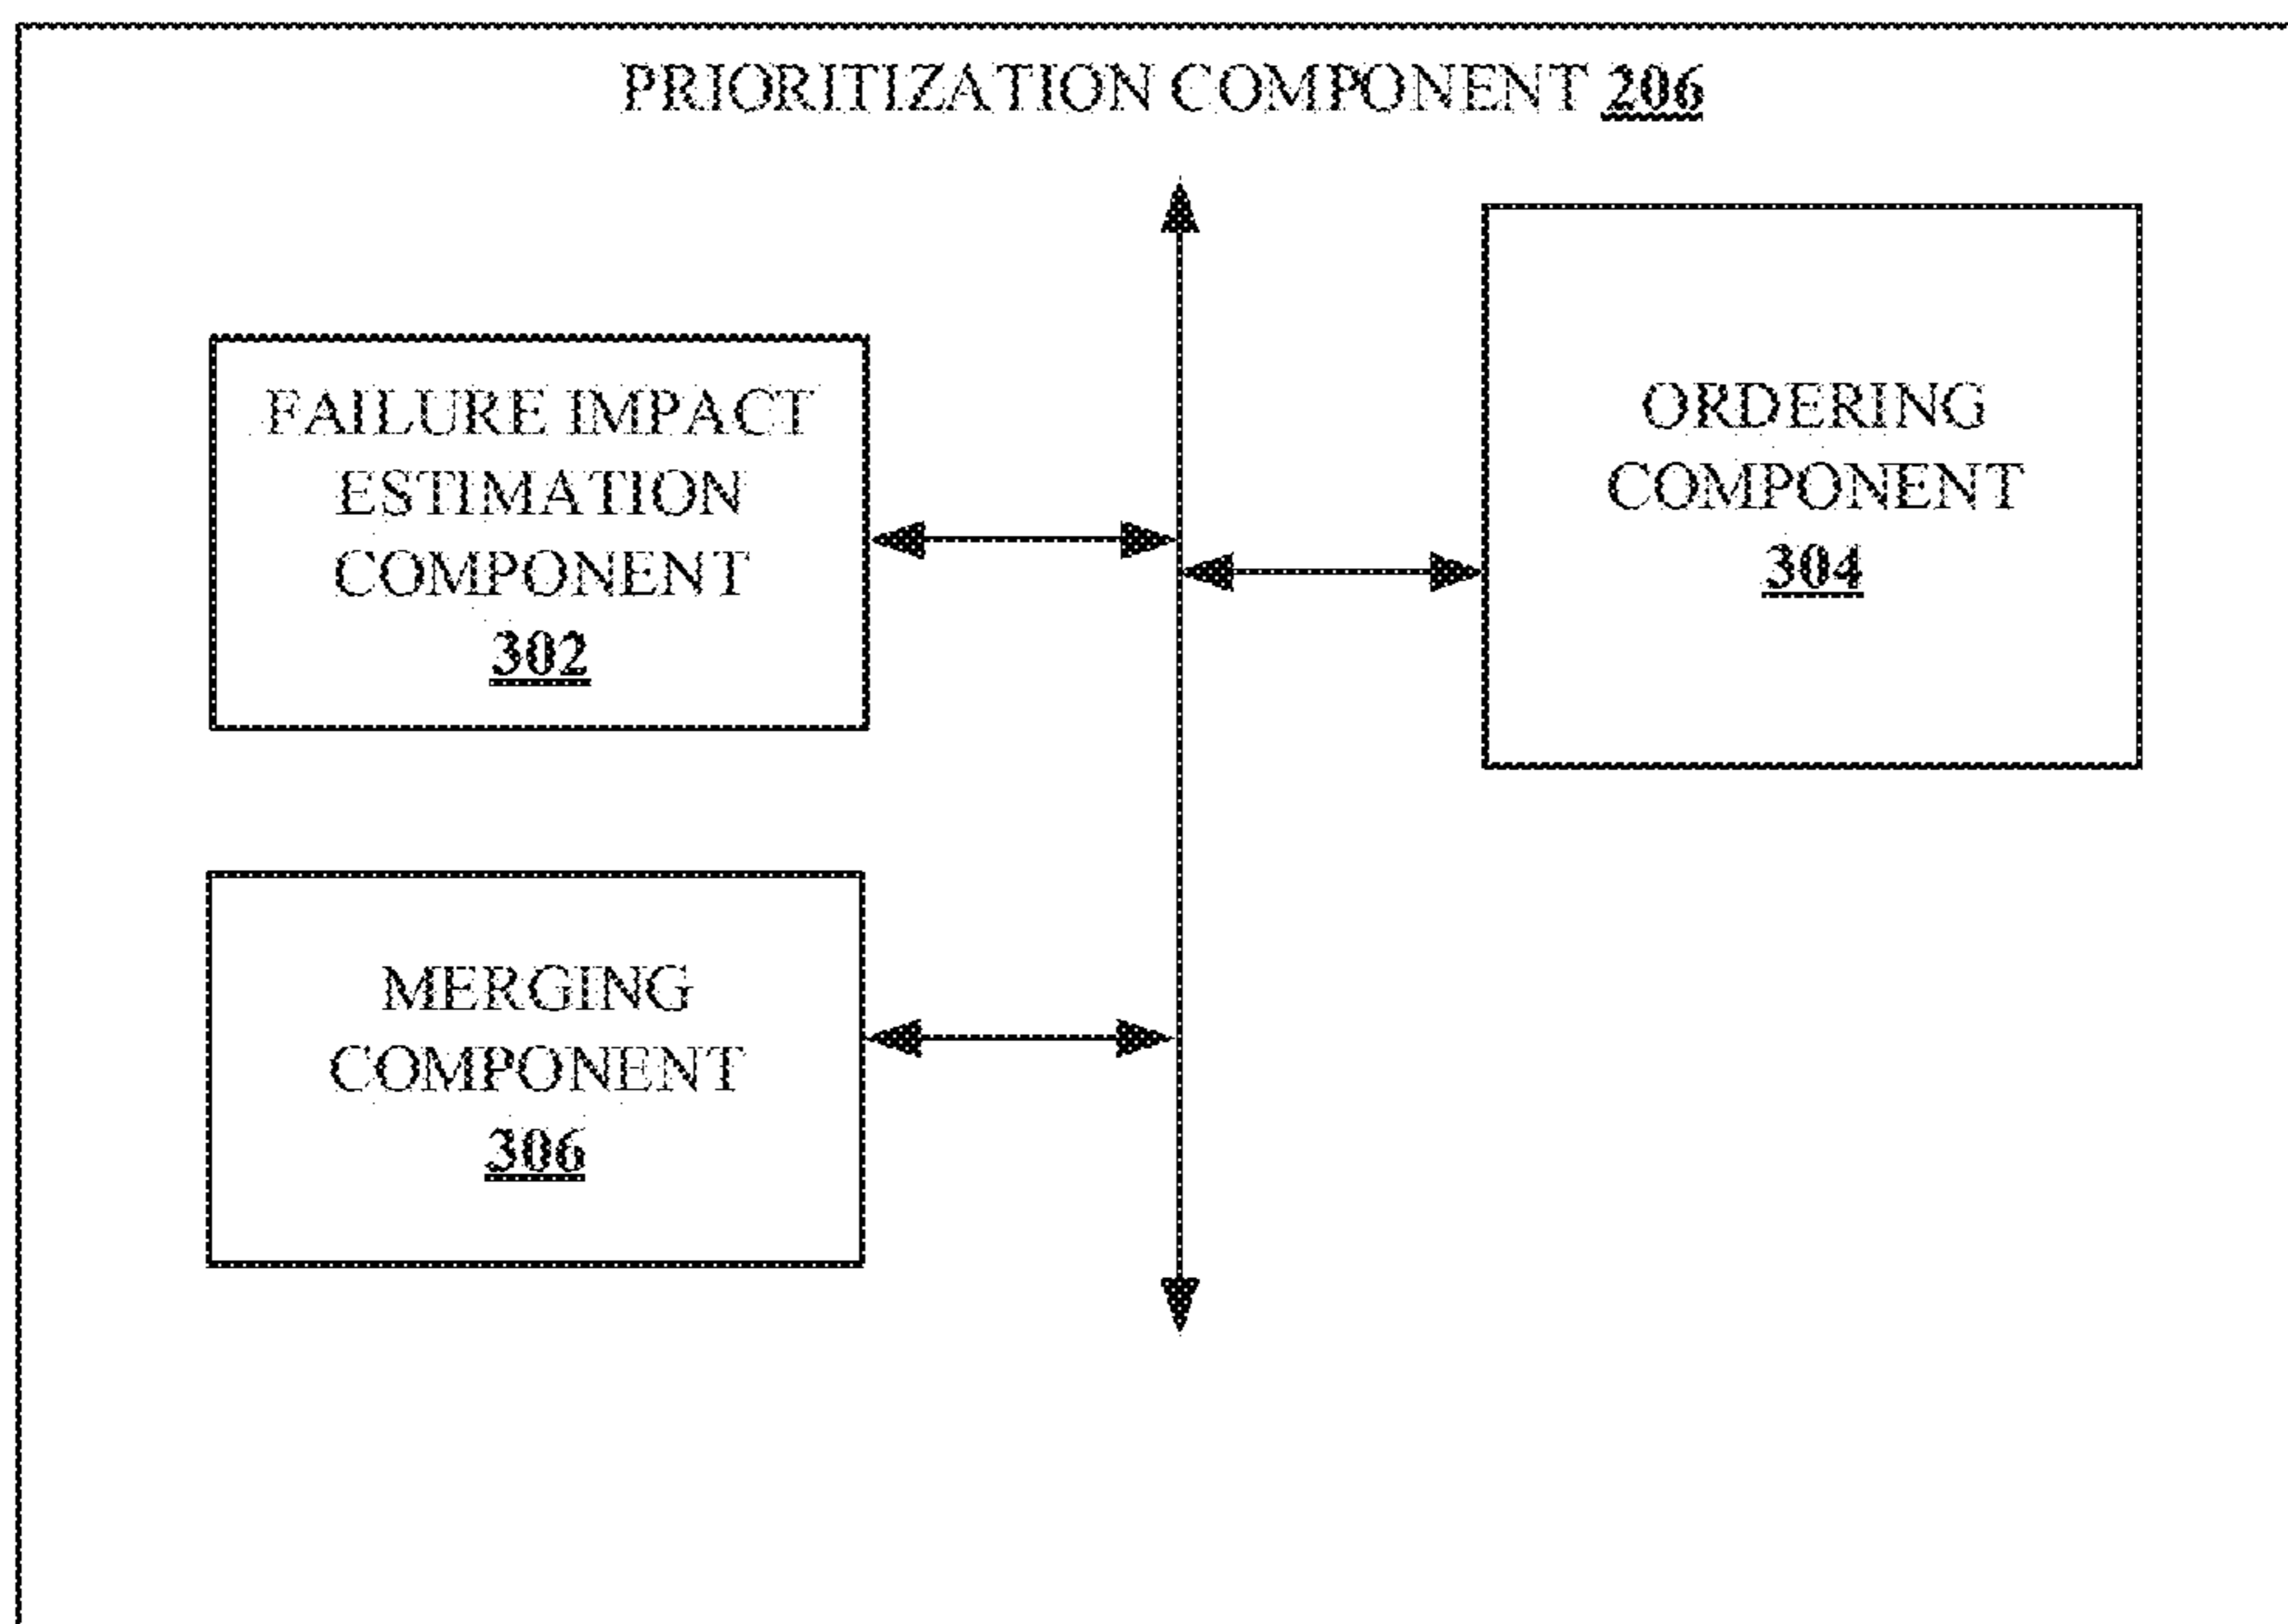 PRIORITIZATION COMPONENT 206
FAILURE IMPACT
ESTIMATION
COMPONENT
302
ORDERING
COMPONENT
304
MERGING
COMPONENT
306